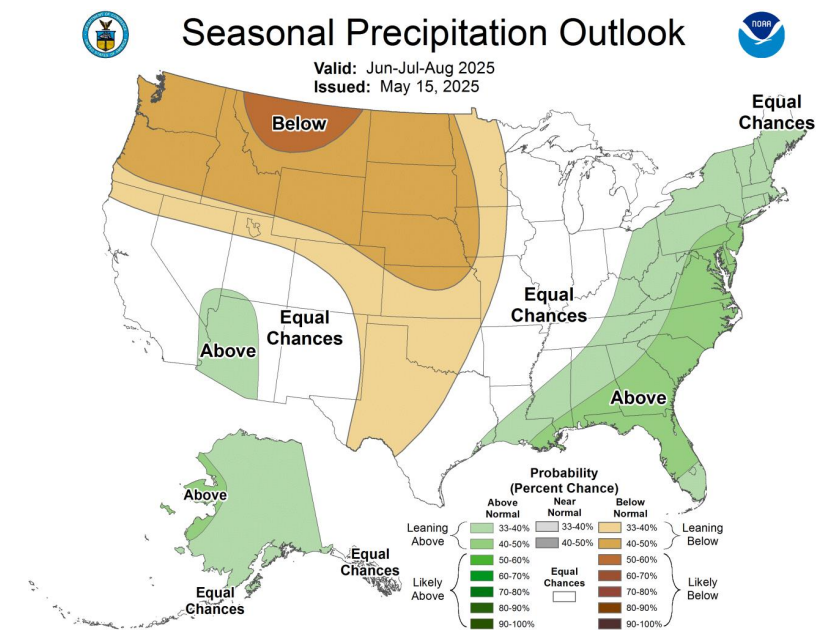 Seasonal Precipitation Outlook
NOAA
Valid: Jun-Jul-Aug 2025
Issued: May 15, 2025
Below
Equal
Chances
Equal
Chances
Equal
Chances
Above
Above
Above
Equal
Chances
Equal
Chances
Probability
(Percent Chance)
Above
Normal
Near
Normal
Below
Normal
Leaning
Above
33-40%
33-40%
33-40%
Leaning
Below
40-50%
40-50%
40-50%
50-60%
50-60%
Likely
Above
60-70%
Equal
Chances
60-70%
Likely
Below
70-80%
70-80%
80-90%
80-90%
90-100%
90-100%